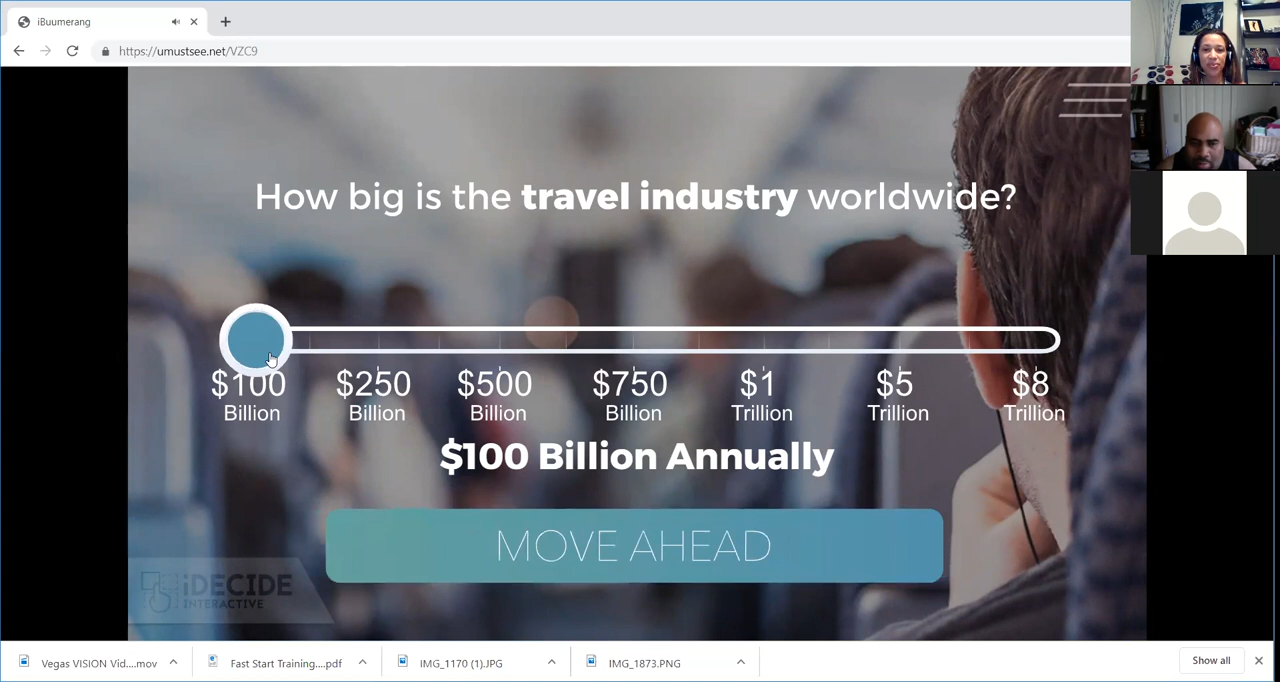 iBuumerang
https://umustsee.net/VZC9
How big is the travel industry worldwide?
$100 $250 $500 $750 $1 $5 $8
Billion Billion Billion Billion Trillion Trillion Trillion
$100 Billion Annually
MOVE AHEAD
iDECIDE
INTERACTIVE
Vegas VISION Vid....mov Fast Start Training....pdf IMG_1170 (1).JPG IMG_1873.PNG Show all